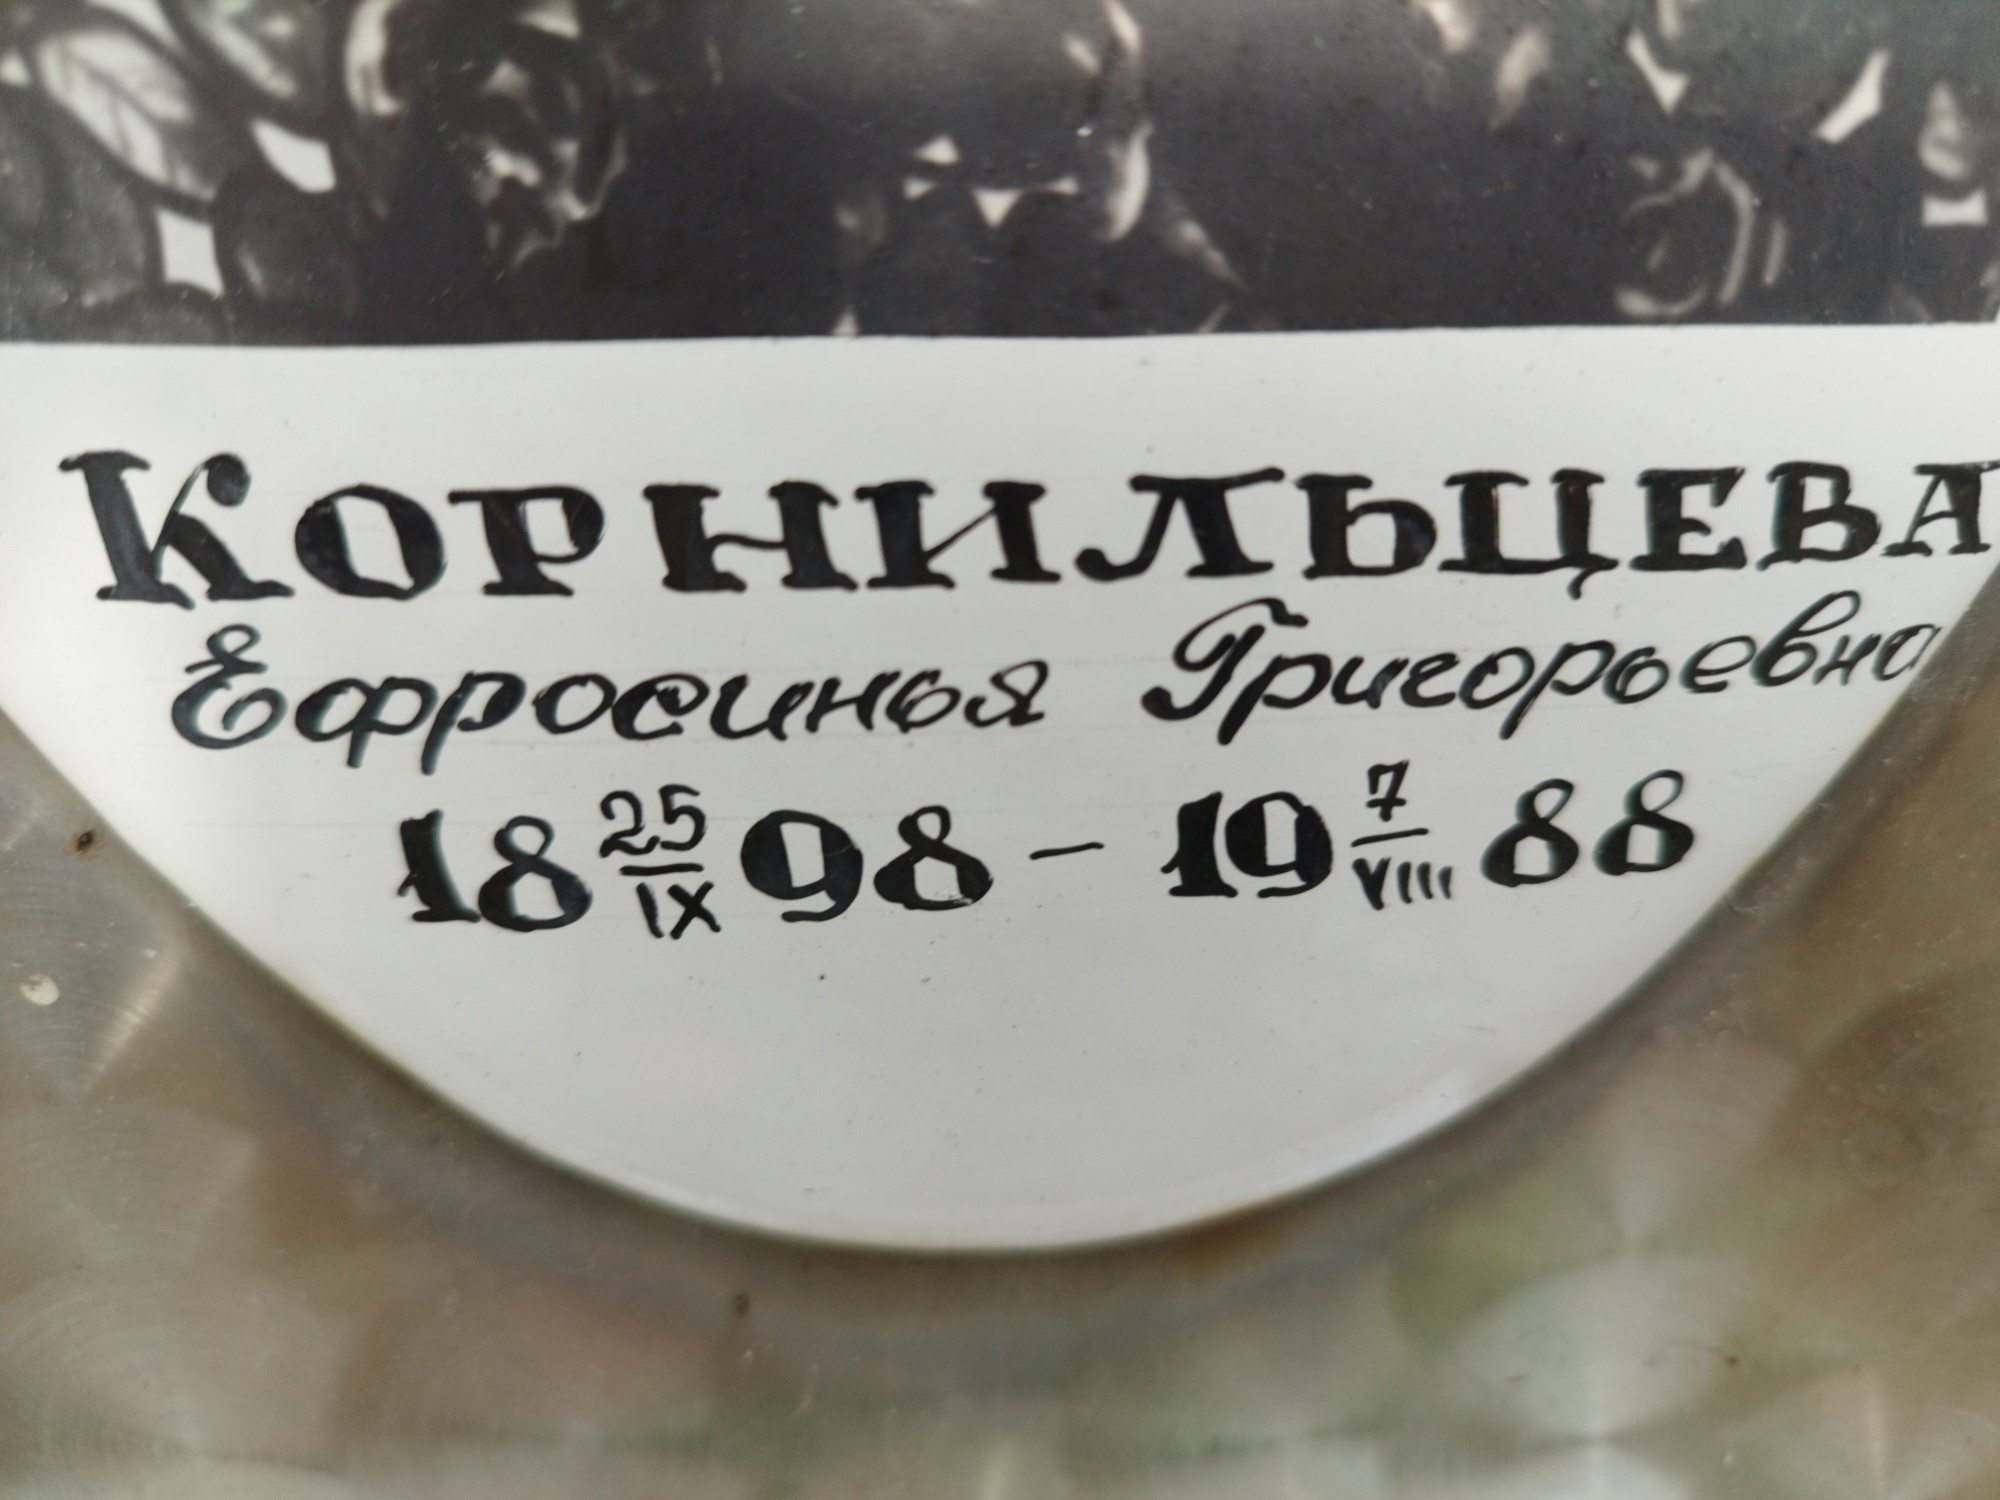 Корнильцева
Ефросинья Григорьевна
18 25/IX 98 – 19 7/VIII 88